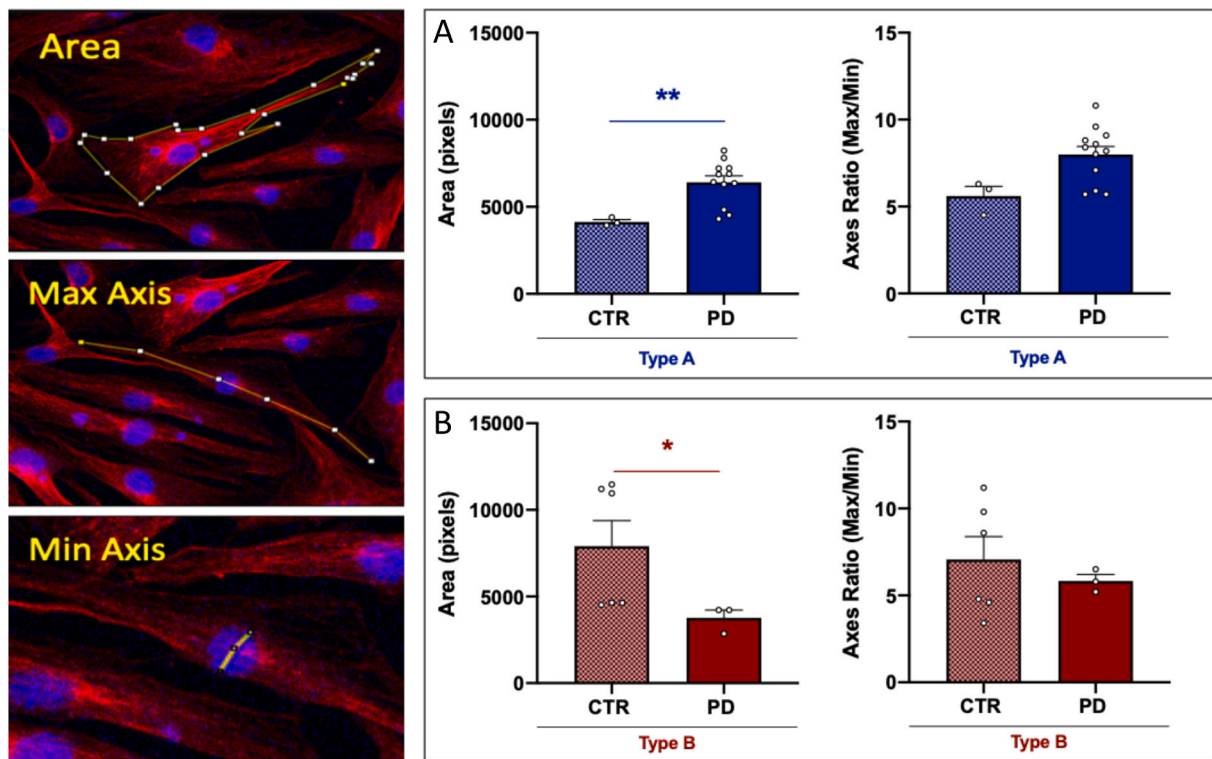 Area
Max Axis
Min Axis
A
Area (pixels)
15000
10000
5000
0
**
CTR
PD
Type A
Axes Ratio (Max/Min)
15
10
5
0
CTR
PD
Type A
B
Area (pixels)
15000
10000
5000
0
*
CTR
PD
Type B
Axes Ratio (Max/Min)
15
10
5
0
CTR
PD
Type B